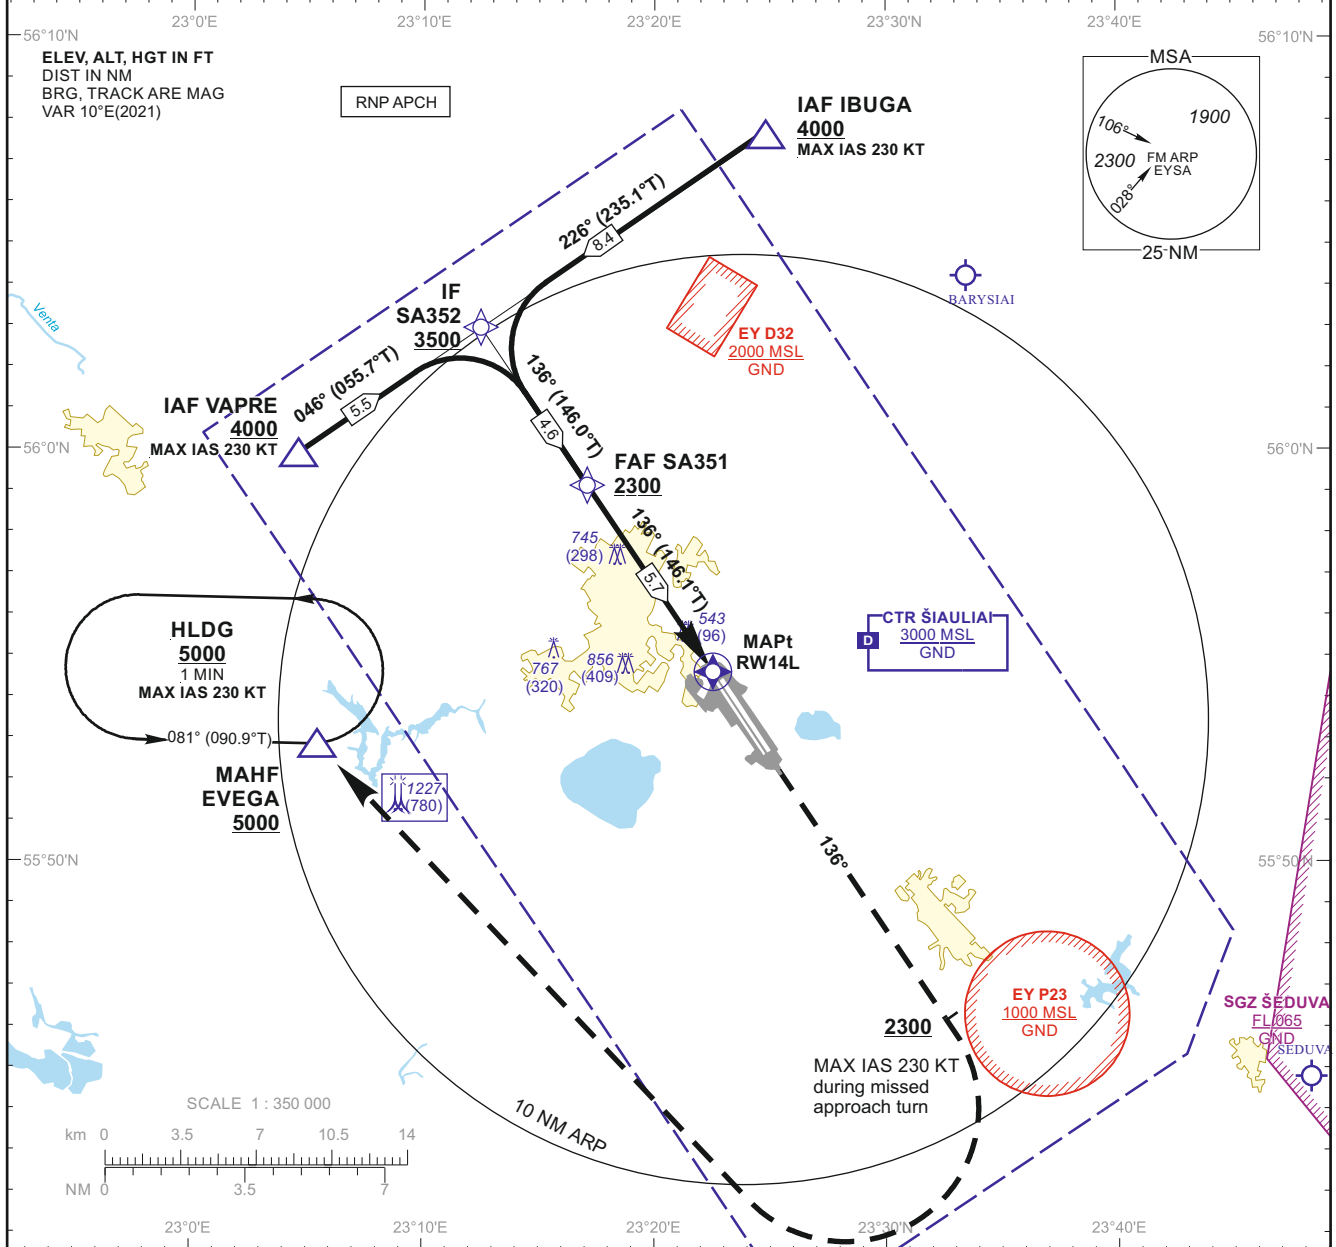 23°0'E
23°10'E
23°20'E
23°30'E
23°40'E
56°10'N
56°10'N
ELEV, ALT, HGT IN FT
DIST IN NM
BRG, TRACK ARE MAG
VAR 10°E(2021)
RNP APCH
IAF IBUGA
4000
MAX IAS 230 KT
MSA
1900
106°
2300
FM ARP
EYSA
028°
25 NM
226° (235.1°T)
8.4
BARYSIAI
Venta
IF
SA352
3500
EY D32
2000 MSL
GND
046° (055.7°T)
5.5
136° (146.0°T)
4.6
IAF VAPRE
4000
MAX IAS 230 KT
56°0'N
56°0'N
FAF SA351
2300
136° (146.1°T)
5.7
745
(298)
543
(96)
MAPt
RW14L
767
(320)
856
(409)
D
CTR ŠIAULIAI
3000 MSL
GND
HLDG
5000
1 MIN
MAX IAS 230 KT
081° (090.9°T)
MAHF
EVEGA
5000
1227
(780)
55°50'N
55°50'N
136°
EY P23
1000 MSL
GND
2300
MAX IAS 230 KT
during missed
approach turn
SGZ ŠEDUVA
FL 065
GND
ŠEDUVA
10 NM ARP
SCALE 1 : 350 000
km 0 3.5 7 10.5 14
NM 0 3.5 7
23°0'E
23°10'E
23°20'E
23°30'E
23°40'E